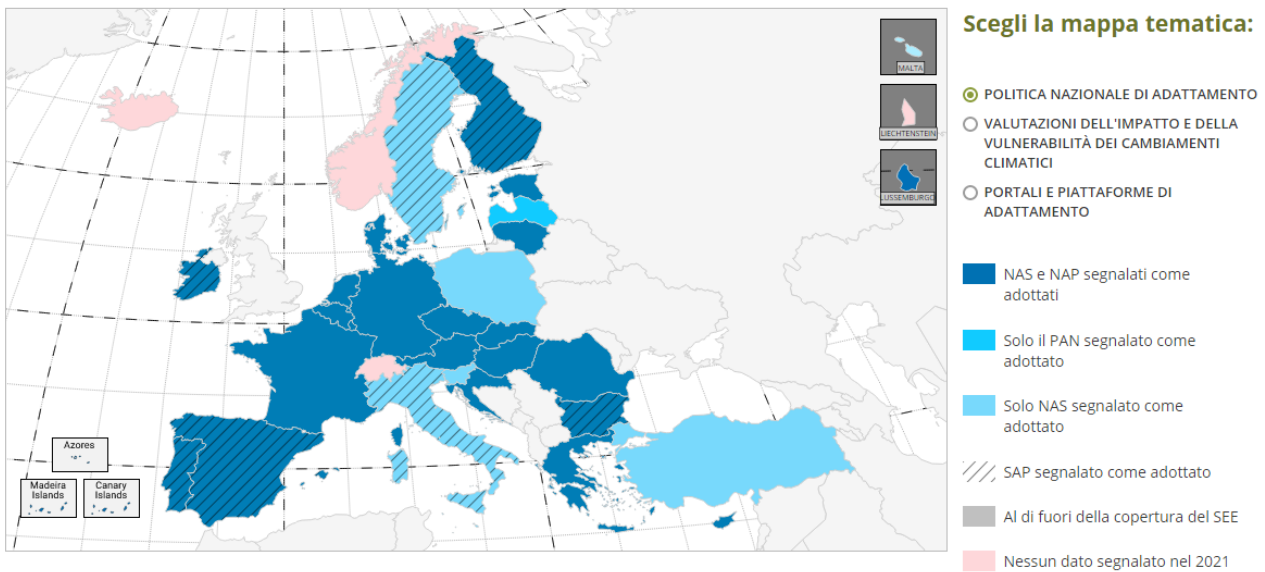 Scegli la mappa tematica:
MALTA
LIECHTENSTEIN
LUSSEMBURGO
POLITICA NAZIONALE DI ADATTAMENTO
VALUTAZIONI DELL'IMPATTO E DELLA
VULNERABILITÀ DEI CAMBIAMENTI
CLIMATICI
PORTALI E PIATTAFORME DI
ADATTAMENTO
NAS e NAP segnalati come
adottati
Solo il PAN segnalato come
adottato
Solo NAS segnalato come
adottato
SAP segnalato come adottato
Al di fuori della copertura del SEE
Nessun dato segnalato nel 2021
Azores
Madeira
Islands
Canary
Islands